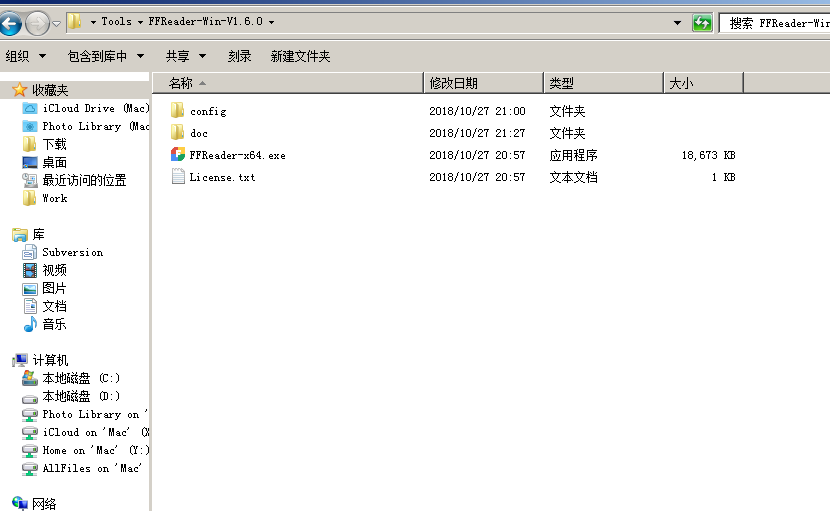 Tools FFReader-Win-V1.6.0
搜索 FFReader-Win
组织 包含到库中 共享 刻录 新建文件夹
收藏夹
iCloud Drive (Mac)
Photo Library (Mac
下载
桌面
最近访问的位置
Work
库
Subversion
视频
图片
文档
音乐
计算机
本地磁盘 (C:)
本地磁盘 (D:)
Photo Library on '
iCloud on 'Mac' (X
Home on 'Mac' (Y:)
AllFiles on 'Mac'
网络
名称 修改日期 类型 大小
config 2018/10/27 21:00 文件夹
doc 2018/10/27 21:27 文件夹
FFReader-x64.exe 2018/10/27 20:57 应用程序 18,673 KB
License.txt 2018/10/27 20:57 文本文档 1 KB